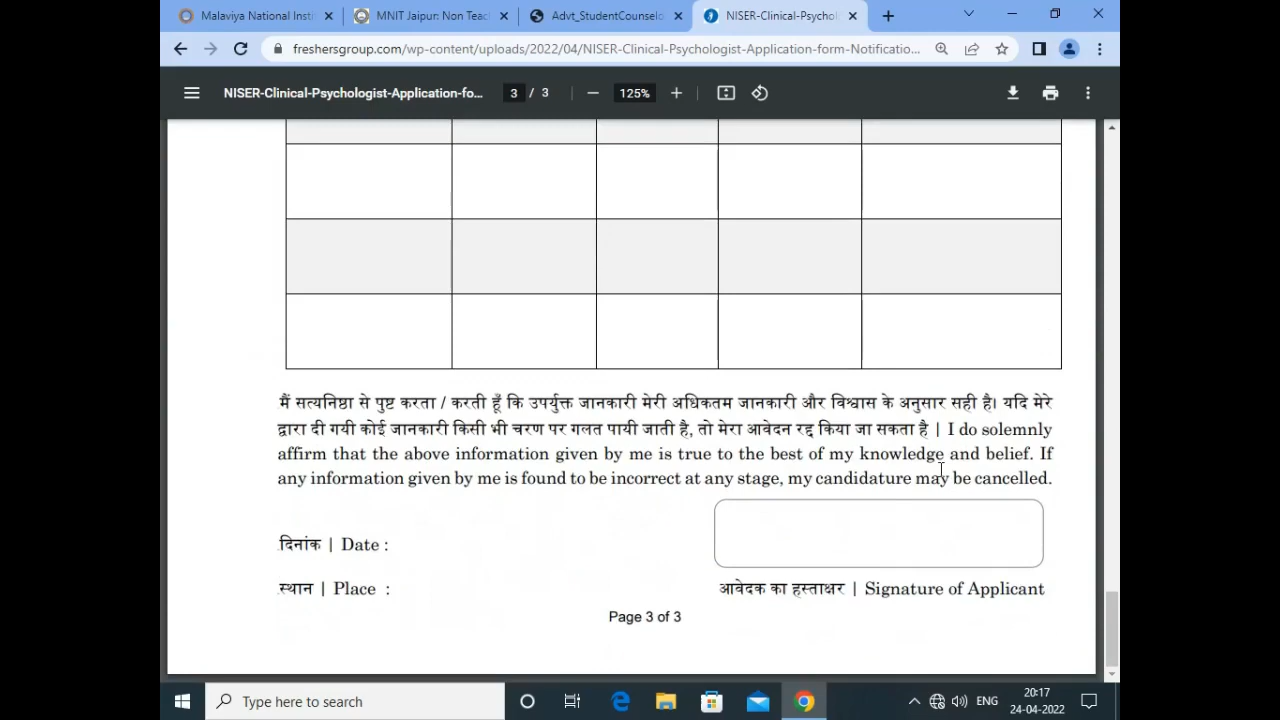 Malaviya National Insti
MNIT Jaipur: Non Teac
Advt_StudentCounselo
NISER-Clinical-Psychol
freshersgroup.com/wp-content/uploads/2022/04/NISER-Clinical-Psychologist-Application-form-Notificatio...
NISER-Clinical-Psychologist-Application-fo...
3 / 3
125%
मैं सत्यनिष्ठा से पुष्ट करता / करती हूँ कि उपर्युक्त जानकारी मेरी अधिकतम जानकारी और विश्वास के अनुसार सही है। यदि मेरे
द्वारा दी गयी कोई जानकारी किसी भी चरण पर गलत पायी जाती है, तो मेरा आवेदन रद्द किया जा सकता है | I do solemnly
affirm that the above information given by me is true to the best of my knowledge and belief. If
any information given by me is found to be incorrect at any stage, my candidature may be cancelled.
दिनांक | Date :
स्थान | Place :
आवेदक का हस्ताक्षर | Signature of Applicant
Page 3 of 3
Type here to search
ENG
20:17
24-04-2022